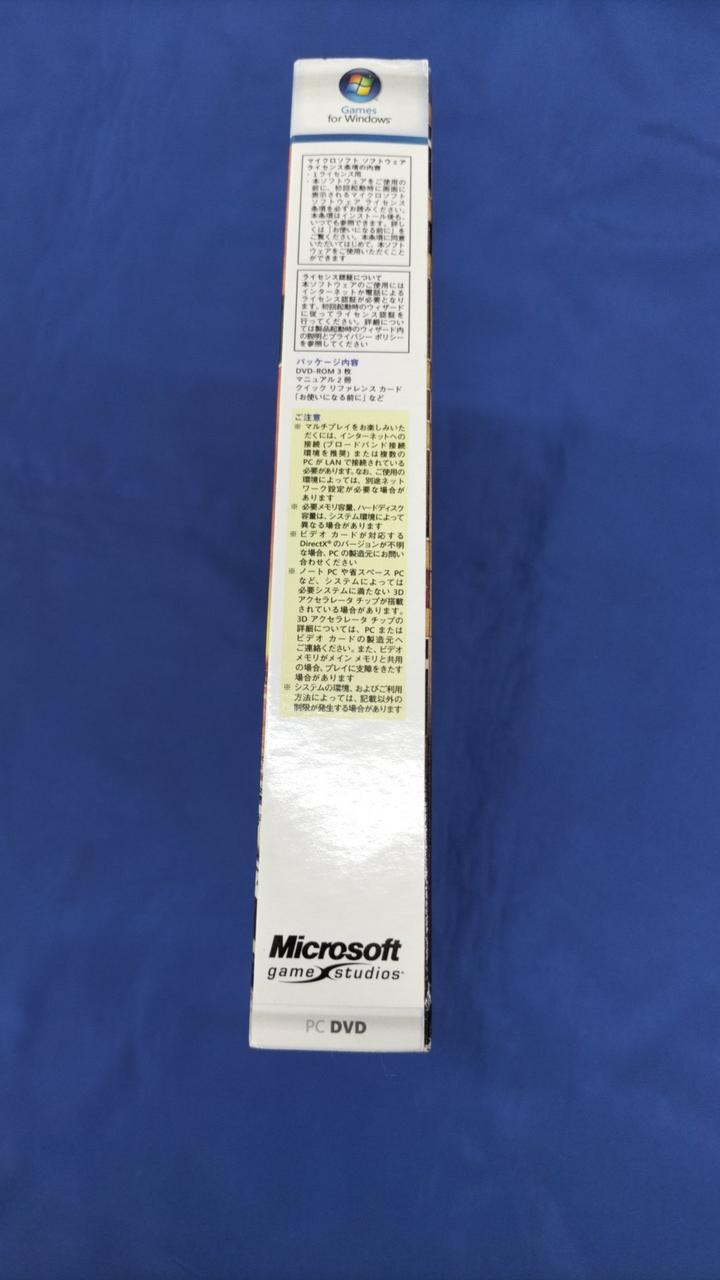 Games
for Windows
マイクロソフト ソフトウェア
ライセンス条項の内容
・1 ライセンス用
・本ソフトウェアをご使用の
前に、初回起動時に画面に
表示されるマイクロソフト
ソフトウェア ライセンス
条項を必ずお読みください。
本条項はインストール後も、
いつでも参照できます。詳し
くは「お使いになる前に」を
ご覧ください。本条項に同意
いただいてはじめて、本ソフト
ウェアをご使用いただくこと
ができます
ライセンス認証について
本ソフトウェアのご使用には
インターネットか電話による
ライセンス認証が必要となり
ます。初回起動時のウィザード
に従ってライセンス認証を
行ってください。詳細につい
ては製品起動時のウィザード内
の説明とプライバシー ポリシー
を参照してください
パッケージ内容
DVD-ROM 3 枚
マニュアル 2 冊
クイック リファレンス カード
「お使いになる前に」など
ご注意
※ マルチプレイをお楽しみいた
だくには、インターネットへの
接続 (ブロードバンド接続
環境を推奨) または複数の
PC が LAN で接続されている
必要があります。なお、ご使用の
環境によっては、別途ネット
ワーク設定が必要な場合が
あります
※ 必要メモリ容量、ハードディスク
容量は、システム環境によって
異なる場合があります
※ ビデオ カードが対応する
DirectX® のバージョンが不明
な場合、PC の製造元にお問い
合わせください
※ ノート PC や省スペース PC
など、システムによっては
必要システムに満たない 3D
アクセラレータ チップが搭載
されている場合があります。
3D アクセラレータ チップの
詳細については、PC または
ビデオ カードの製造元へ
ご連絡ください。また、ビデオ
メモリがメイン メモリと共用
の場合、プレイに支障をきたす
場合があります
※ システムの環境、およびご利用
方法によっては、記載以外の
制限が発生する場合があります
Microsoft
game studios
PC DVD